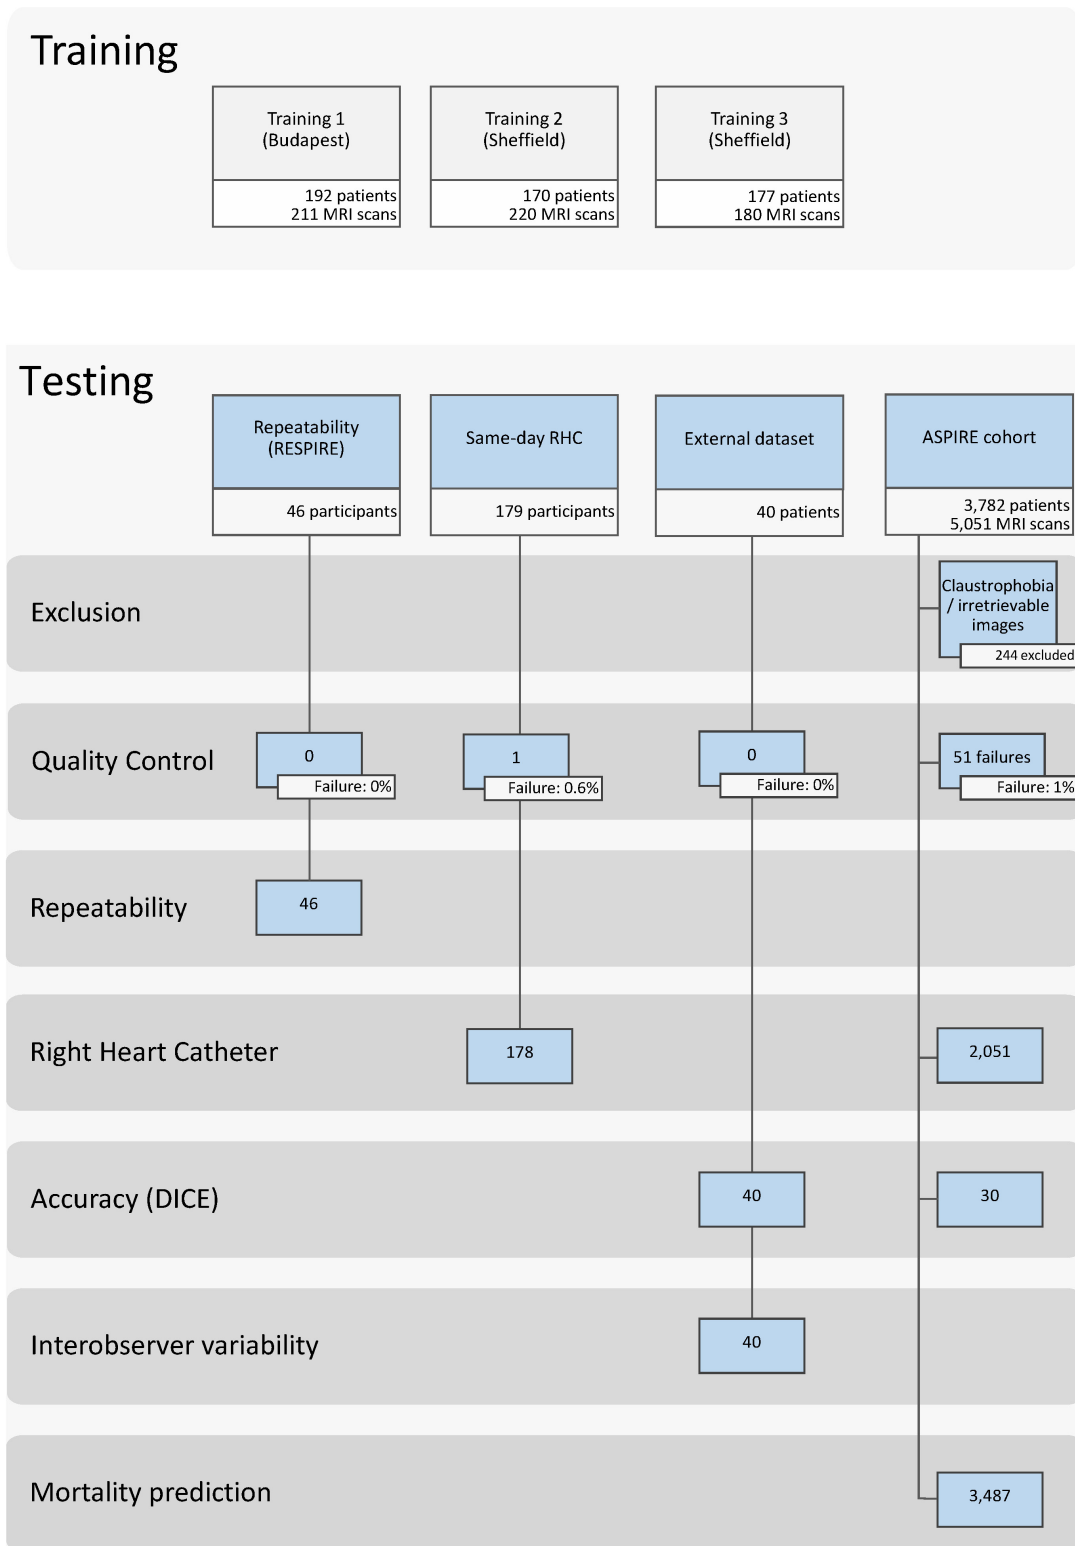 Training
Training 1
(Budapest)
192 patients
211 MRI scans
Training 2
(Sheffield)
170 patients
220 MRI scans
Training 3
(Sheffield)
177 patients
180 MRI scans
Testing
Repeatability
(RESPIRE)
46 participants
Same-day RHC
179 participants
External dataset
40 patients
ASPIRE cohort
3,782 patients
5,051 MRI scans
Exclusion
Claustrophobia
/ irretrievable
images
244 excluded
Quality Control
0
Failure: 0%
1
Failure: 0.6%
0
Failure: 0%
51 failures
Failure: 1%
Repeatability
46
Right Heart Catheter
178
2,051
Accuracy (DICE)
40
30
Interobserver variability
40
Mortality prediction
3,487